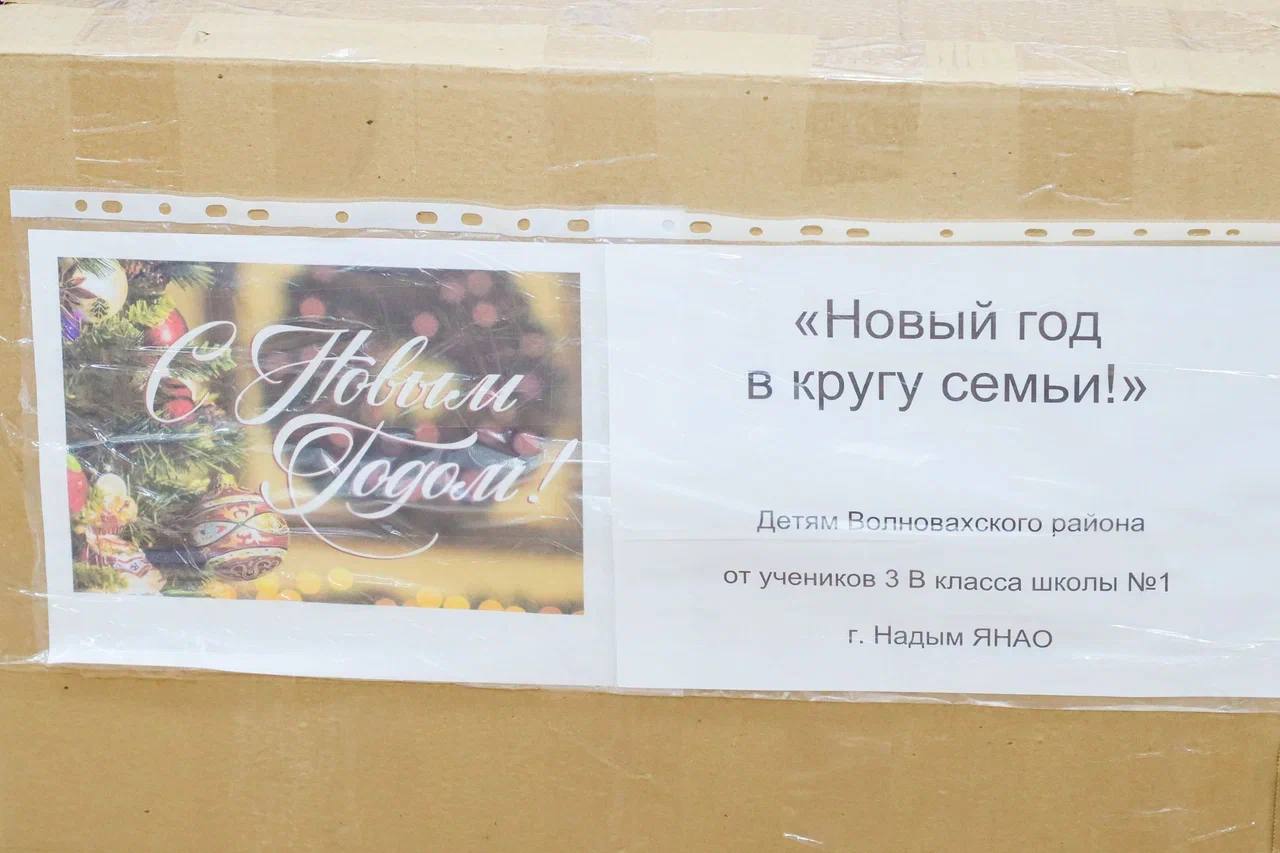 С Новым
Годом!
«Новый год
в кругу семьи!»
Детям Волновахского района
от учеников 3 В класса школы №1
г. Надым ЯНАО